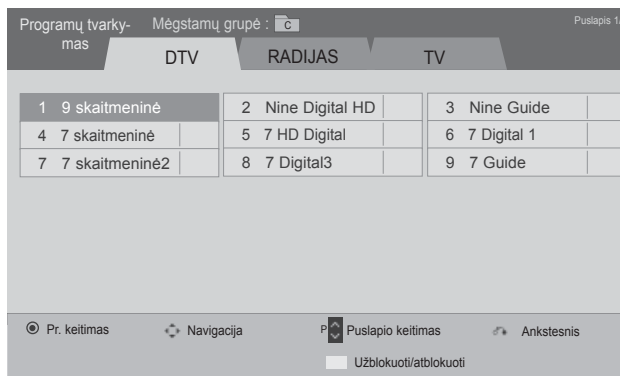 Programų tvarky-
mas
Mėgstamų grupė : C
Puslapis 1/
DTV
RADIJAS
TV
1 9 skaitmeninė
2 Nine Digital HD
3 Nine Guide
4 7 skaitmeninė
5 7 HD Digital
6 7 Digital 1
7 7 skaitmeninė2
8 7 Digital3
9 7 Guide
Pr. keitimas
Navigacija
P Puslapio keitimas
Ankstesnis
Užblokuoti/atblokuoti